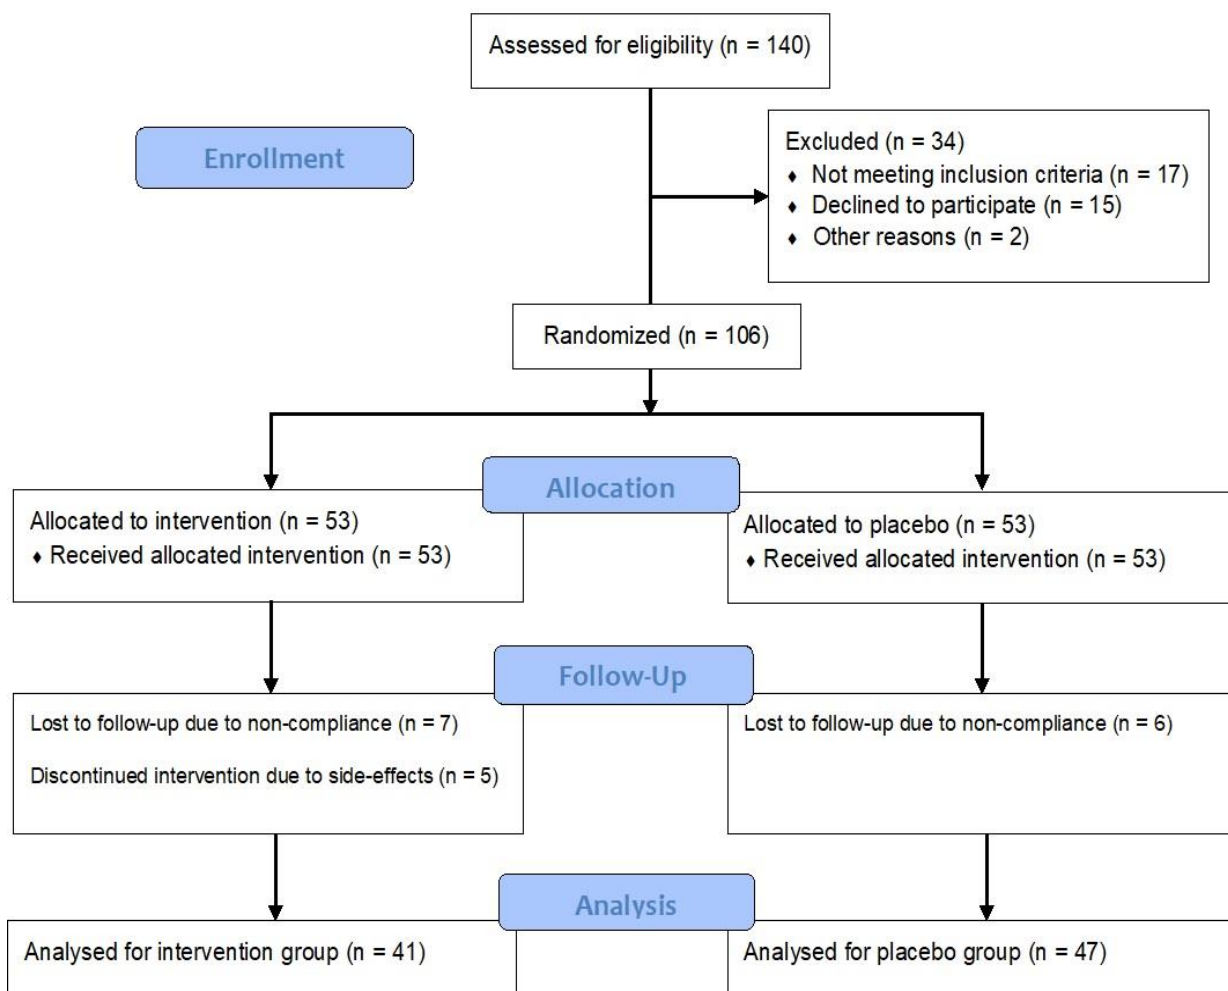 Assessed for eligibility (n = 140)
Enrollment
Excluded (n = 34)
♦ Not meeting inclusion criteria (n = 17)
♦ Declined to participate (n = 15)
♦ Other reasons (n = 2)
Randomized (n = 106)
Allocation
Allocated to intervention (n = 53)
♦ Received allocated intervention (n = 53)
Allocated to placebo (n = 53)
♦ Received allocated intervention (n = 53)
Follow-Up
Lost to follow-up due to non-compliance (n = 7)
Discontinued intervention due to side-effects (n = 5)
Lost to follow-up due to non-compliance (n = 6)
Analysis
Analysed for intervention group (n = 41)
Analysed for placebo group (n = 47)